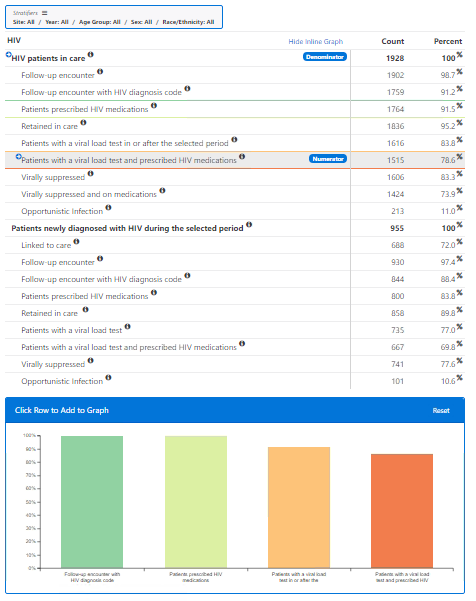 Stratifiers
Site: All / Year: All / Age Group: All / Sex: All / Race/Ethnicity: All
HIV Hide Inline Graph Count Percent
HIV patients in care Denominator 1928 100%
Follow-up encounter 1902 98.7%
Follow-up encounter with HIV diagnosis code 1759 91.2%
Patients prescribed HIV medications 1764 91.5%
Retained in care 1836 95.2%
Patients with a viral load test in or after the selected period 1616 83.8%
Patients with a viral load test and prescribed HIV medications Numerator 1515 78.6%
Virally suppressed 1606 83.3%
Virally suppressed and on medications 1424 73.9%
Opportunistic Infection 213 11.0%
Patients newly diagnosed with HIV during the selected period 955 100%
Linked to care 688 72.0%
Follow-up encounter 930 97.4%
Follow-up encounter with HIV diagnosis code 844 88.4%
Patients prescribed HIV medications 800 83.8%
Retained in care 858 89.8%
Patients with a viral load test 735 77.0%
Patients with a viral load test and prescribed HIV medications 667 69.8%
Virally suppressed 741 77.6%
Opportunistic Infection 101 10.6%
Click Row to Add to Graph Reset
100%
90%
80%
70%
60%
50%
40%
30%
20%
10%
0%
Follow-up encounter with HIV diagnosis code
Patients prescribed HIV medications
Patients with a viral load test in or after the
Patients with a viral load test and prescribed HIV